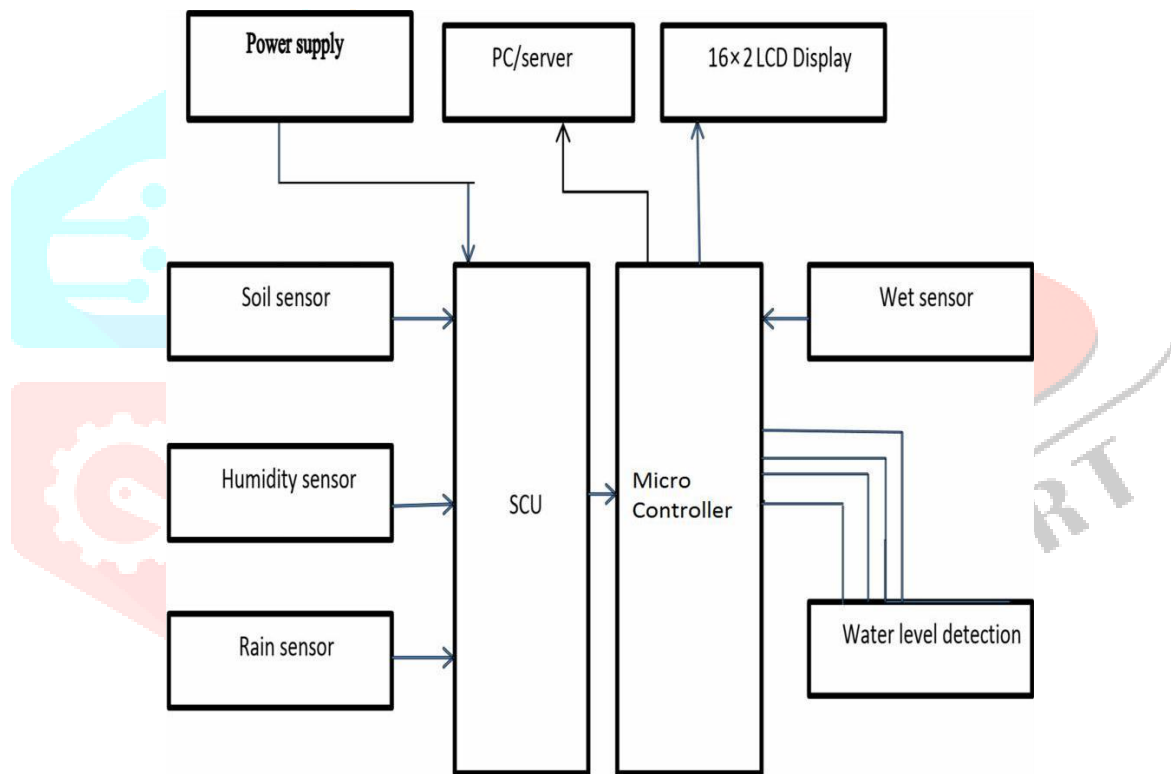 Power supply
PC/server
16×2 LCD Display
Soil sensor
Wet sensor
Humidity sensor
SCU
Micro
Controller
Rain sensor
Water level detection
RT